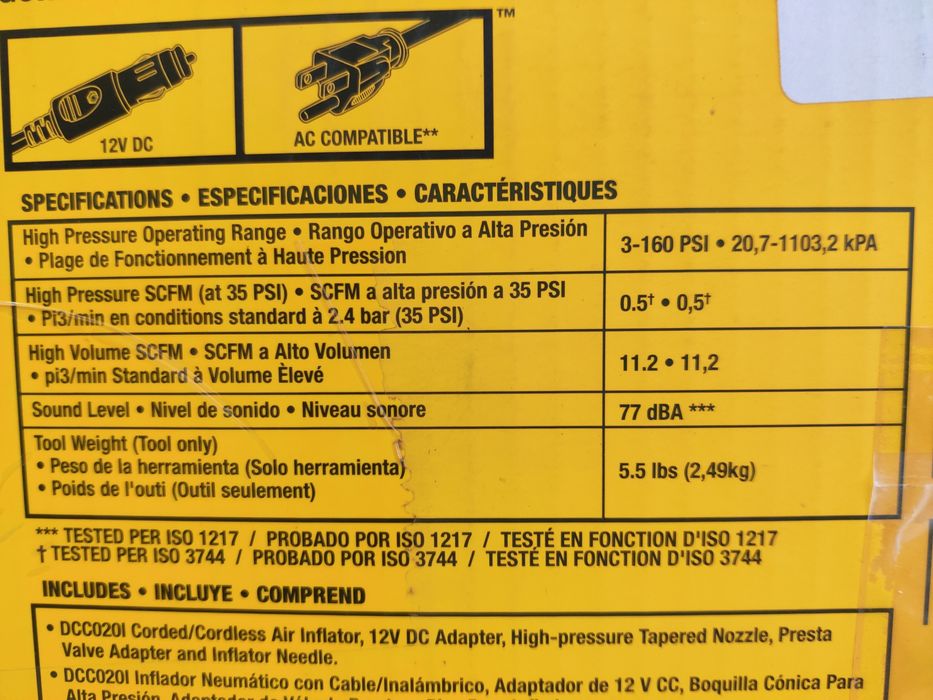 TM
12V DC
AC COMPATIBLE**
SPECIFICATIONS • ESPECIFICACIONES • CARACTÉRISTIQUES
High Pressure Operating Range • Rango Operativo a Alta Presión
• Plage de Fonctionnement à Haute Pression
3-160 PSI • 20,7-1103,2 kPA
High Pressure SCFM (at 35 PSI) • SCFM a alta presión a 35 PSI
• Pi3/min en conditions standard à 2.4 bar (35 PSI)
0.5† • 0,5†
High Volume SCFM • SCFM a Alto Volumen
• pi3/min Standard à Volume Èlevé
11.2 • 11,2
Sound Level • Nivel de sonido • Niveau sonore
77 dBA ***
Tool Weight (Tool only)
• Peso de la herramienta (Solo herramienta)
• Poids de l'outi (Outil seulement)
5.5 lbs (2,49kg)
*** TESTED PER ISO 1217 / PROBADO POR ISO 1217 / TESTÉ EN FONCTION D'ISO 1217
† TESTED PER ISO 3744 / PROBADO POR ISO 3744 / TESTÉ EN FONCTION D'ISO 3744
INCLUDES • INCLUYE • COMPREND
• DCC020I Corded/Cordless Air Inflator, 12V DC Adapter, High-pressure Tapered Nozzle, Presta
Valve Adapter and Inflator Needle.
• DCC020I Inflador Neumático con Cable/Inalámbrico, Adaptador de 12 V CC, Boquilla Cónica Para
Alta Presión, Adaptador de